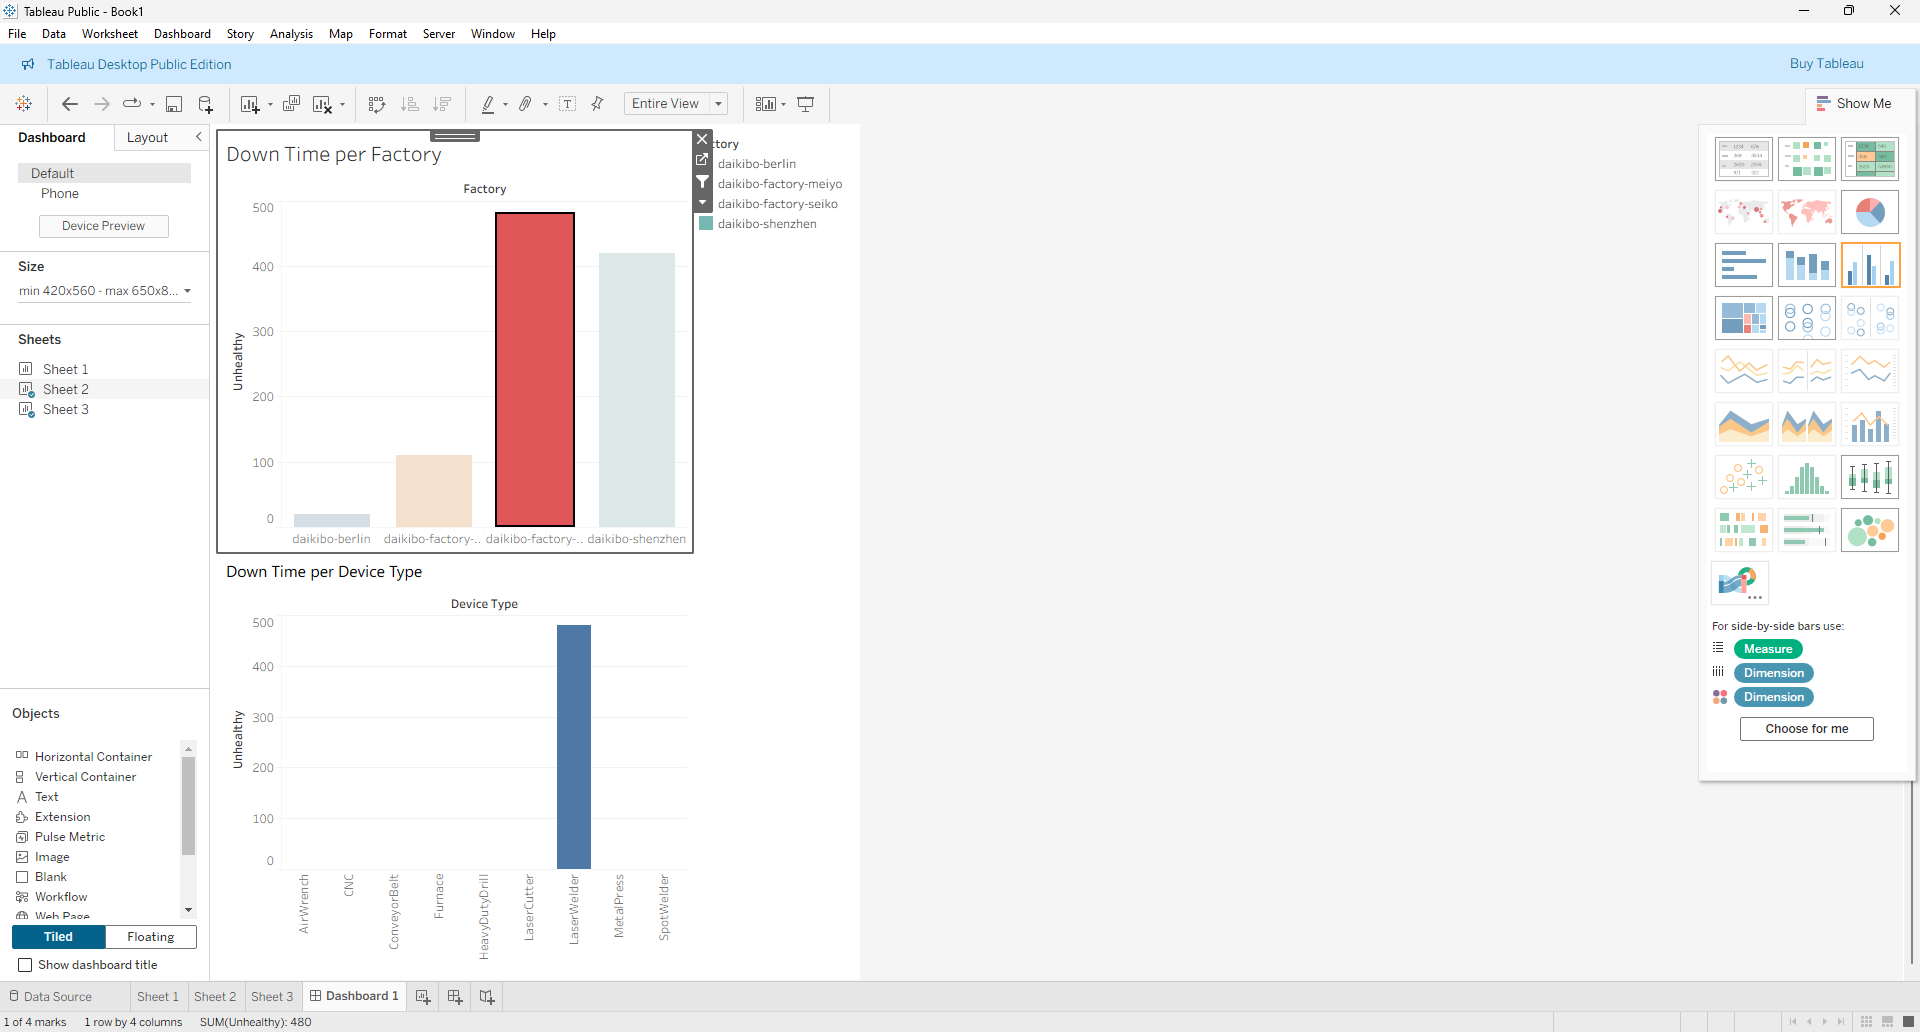 Tableau Public - Book1
File Data Worksheet Dashboard Story Analysis Map Format Server Window Help
Tableau Desktop Public Edition
Buy Tableau
Entire View
Show Me
Dashboard
Layout
Default
Phone
Device Preview
Size
min 420x560 - max 650x8...
Sheets
Sheet 1
Sheet 2
Sheet 3
Objects
Horizontal Container
Vertical Container
Text
Extension
Pulse Metric
Image
Blank
Workflow
Web Page
Tiled
Floating
Show dashboard title
Down Time per Factory
Factory
Unhealthy
500
400
300
200
100
0
daikibo-berlin
daikibo-factory-..
daikibo-factory-..
daikibo-shenzhen
ctory
daikibo-berlin
daikibo-factory-meiyo
daikibo-factory-seiko
daikibo-shenzhen
Down Time per Device Type
Device Type
Unhealthy
500
400
300
200
100
0
AirWrench
CNC
ConveyorBelt
Furnace
HeavyDutyDrill
LaserCutter
LaserWelder
MetalPress
SpotWelder
For side-by-side bars use:
Measure
Dimension
Dimension
Choose for me
Data Source
Sheet 1
Sheet 2
Sheet 3
Dashboard 1
1 of 4 marks
1 row by 4 columns
SUM(Unhealthy): 480